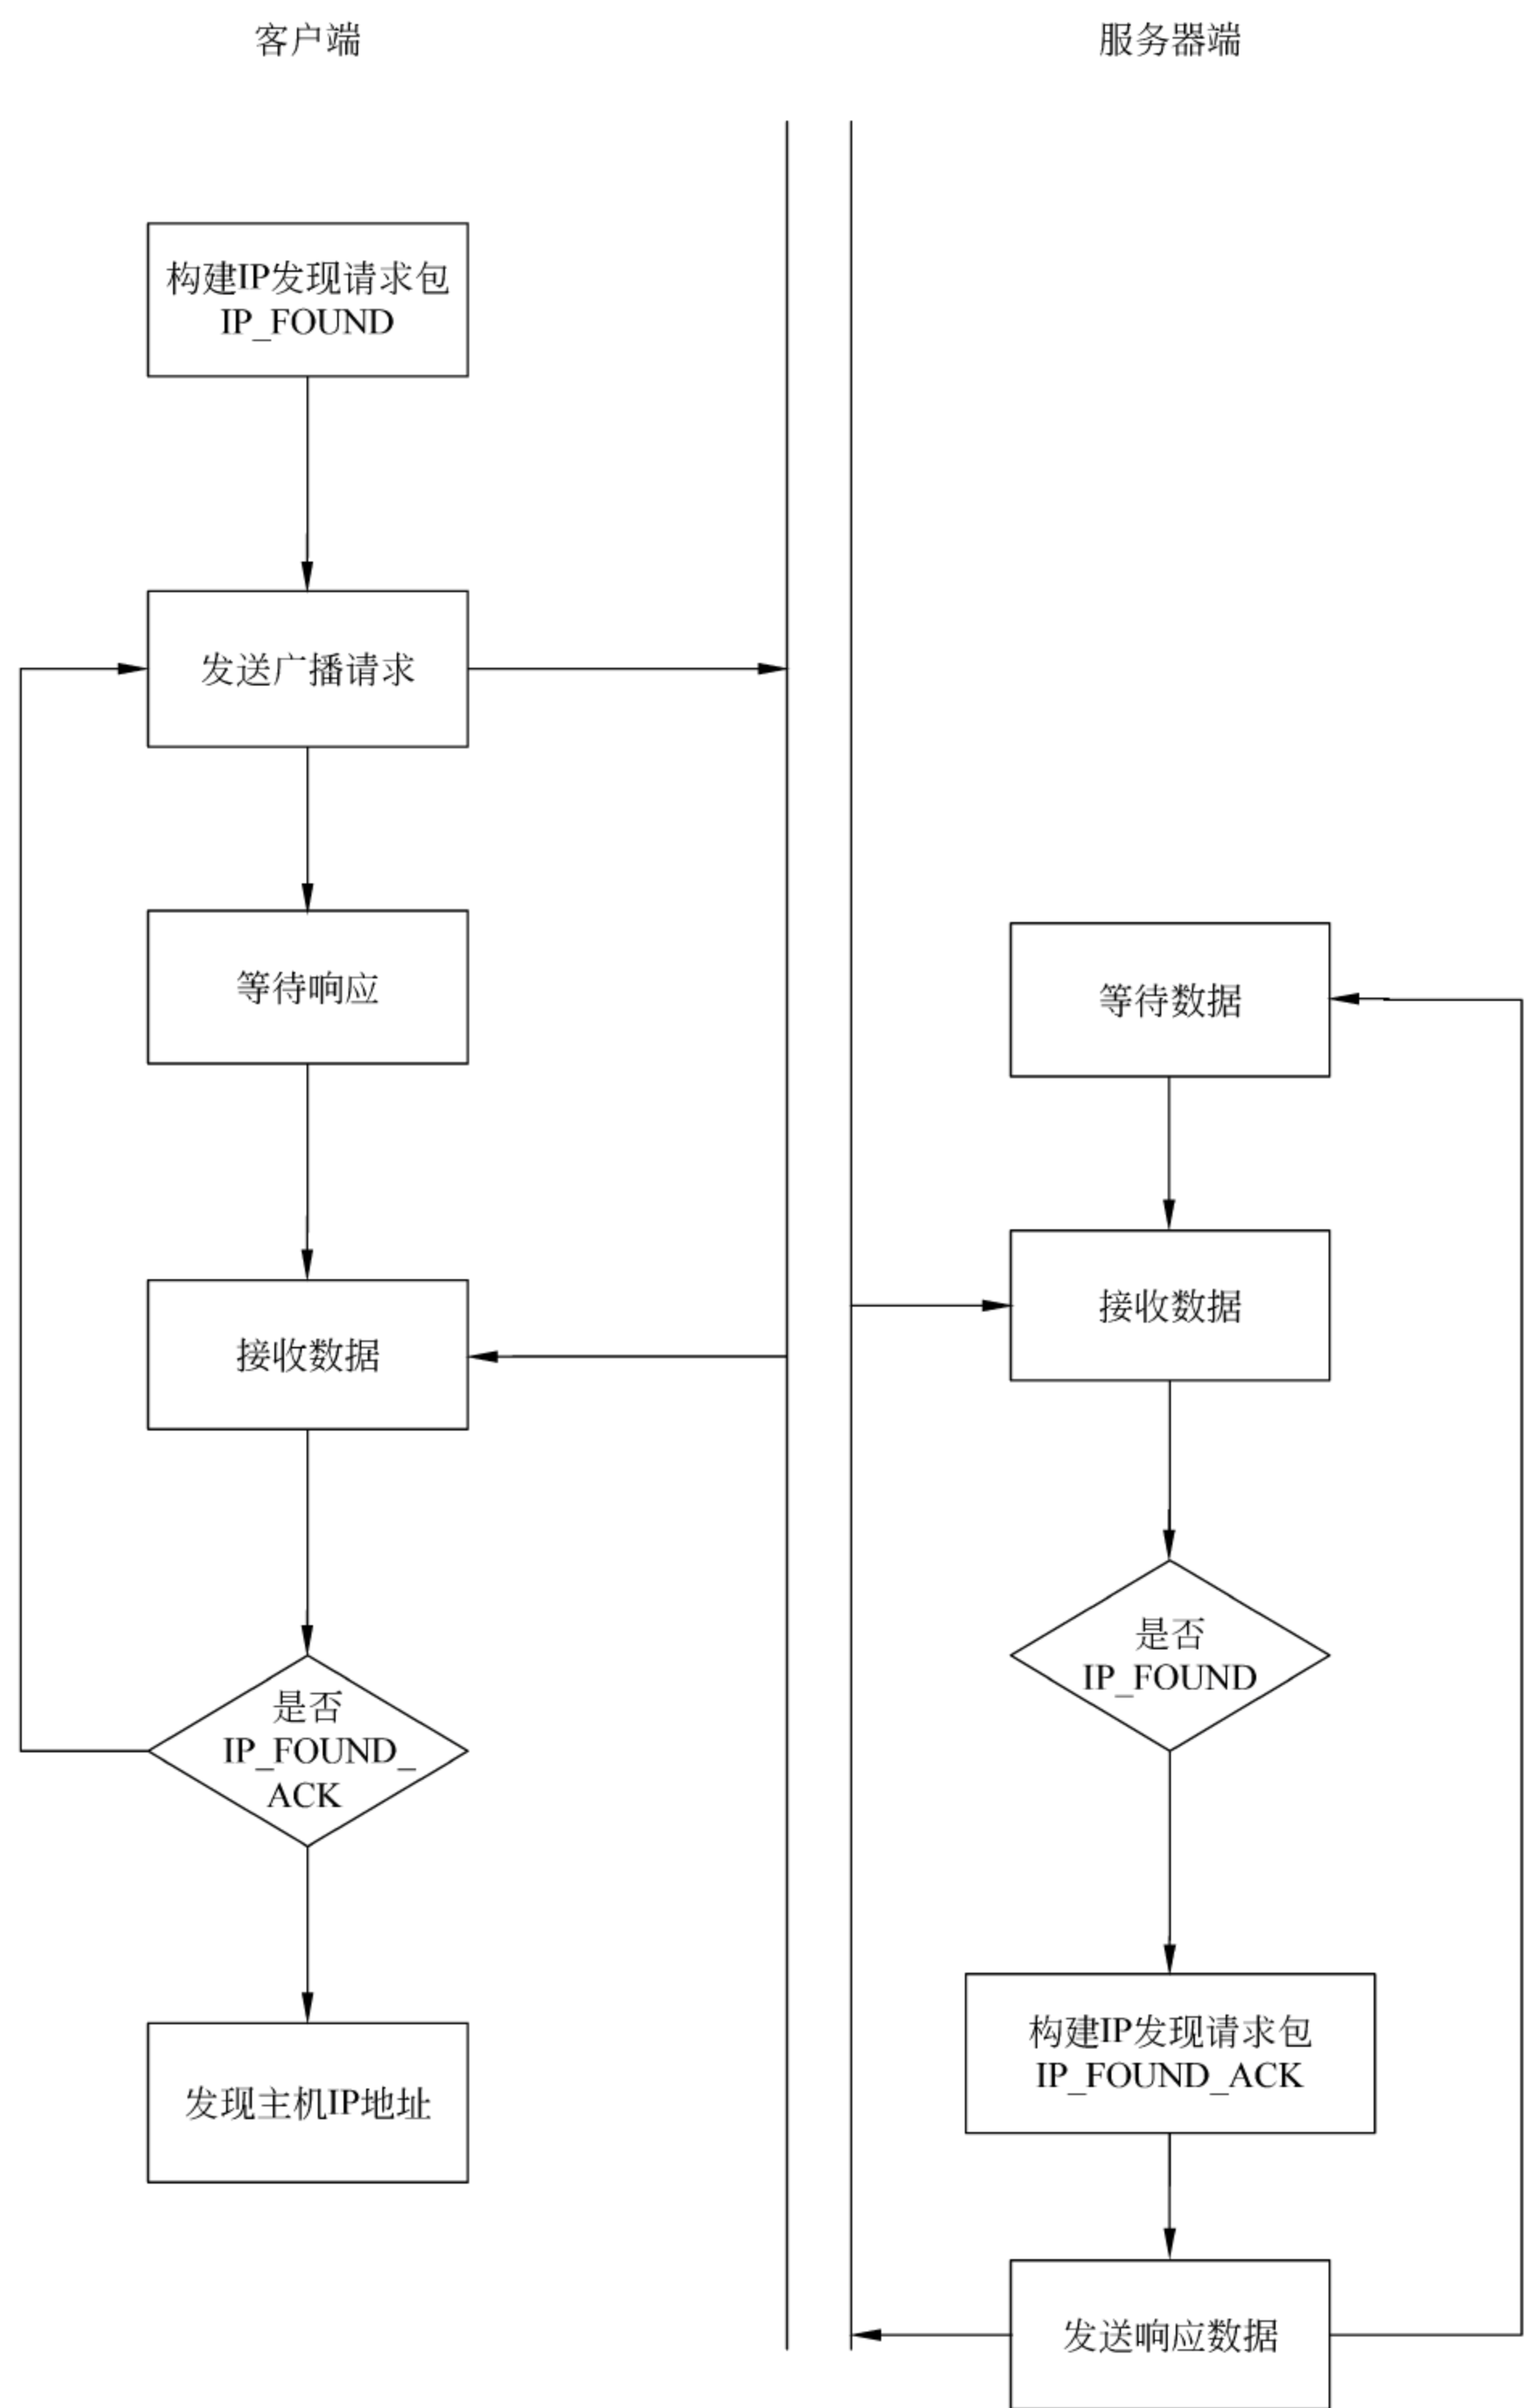 客户端
服务器端
构建IP发现请求包
IP_FOUND
发送广播请求
等待响应
接收数据
是否
IP_FOUND_
ACK
发现主机IP地址
等待数据
接收数据
是否
IP_FOUND
构建IP发现请求包
IP_FOUND_ACK
发送响应数据